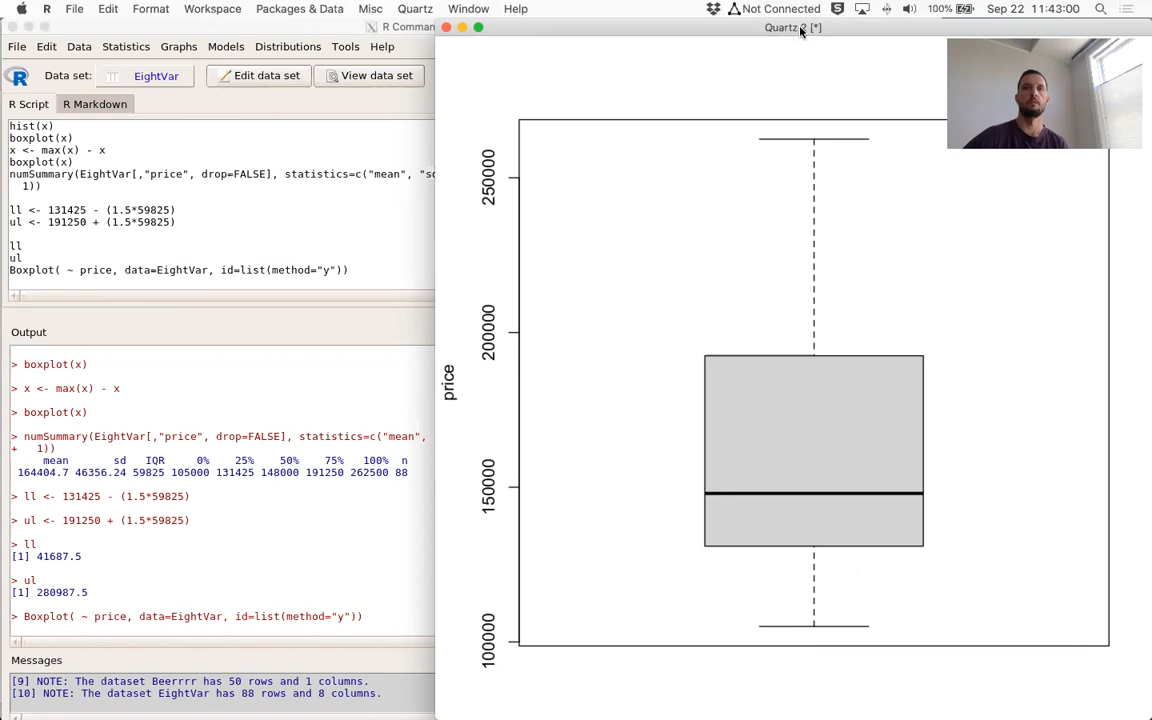 R File Edit Format Workspace Packages & Data Misc Quartz Window Help Not Connected 100% Sep 22 11:43:00
R Comman
Quartz 2 [*]
File Edit Data Statistics Graphs Models Distributions Tools Help
R Data set: EightVar Edit data set View data set
R Script R Markdown
hist(x)
boxplot(x)
x <- max(x) - x
boxplot(x)
numSummary(EightVar[,"price", drop=FALSE], statistics=c("mean", "sd
1))
ll <- 131425 - (1.5*59825)
ul <- 191250 + (1.5*59825)
ll
ul
Boxplot( ~ price, data=EightVar, id=list(method="y"))
Output
> boxplot(x)
> x <- max(x) - x
> boxplot(x)
> numSummary(EightVar[,"price", drop=FALSE], statistics=c("mean",
+ 1))
mean sd IQR 0% 25% 50% 75% 100% n
164404.7 46356.24 59825 105000 131425 148000 191250 262500 88
> ll <- 131425 - (1.5*59825)
> ul <- 191250 + (1.5*59825)
> ll
[1] 41687.5
> ul
[1] 280987.5
> Boxplot( ~ price, data=EightVar, id=list(method="y"))
Messages
[9] NOTE: The dataset Beerrrr has 50 rows and 1 columns.
[10] NOTE: The dataset EightVar has 88 rows and 8 columns.
price
250000
200000
150000
100000